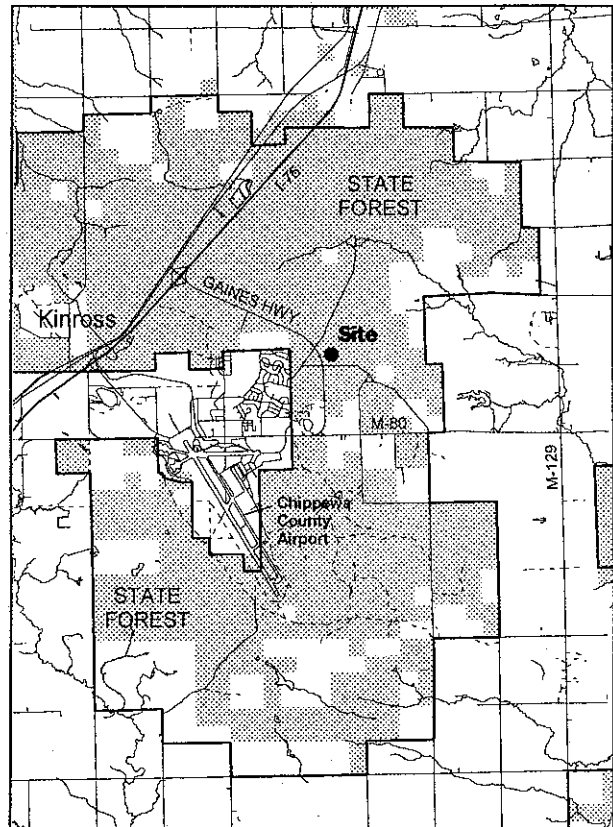 STATE
FOREST
I-75
GAINES HWY
Kinross
Site
M-80
M-129
Chippewa
County
Airport
STATE
FOREST